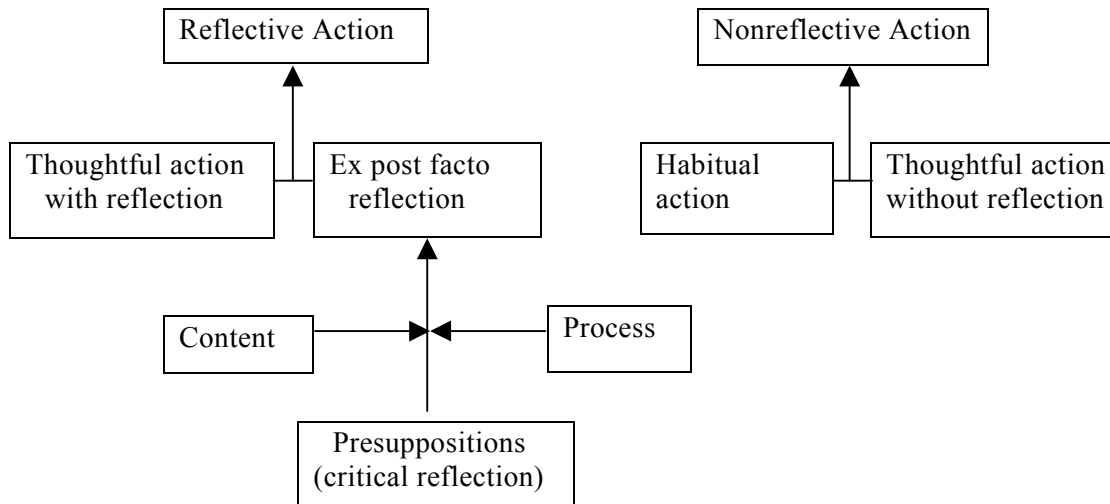 Reflective Action
Nonreflective Action
Thoughtful action
with reflection
Ex post facto
reflection
Habitual
action
Thoughtful action
without reflection
Content
Process
Presuppositions
(critical reflection)